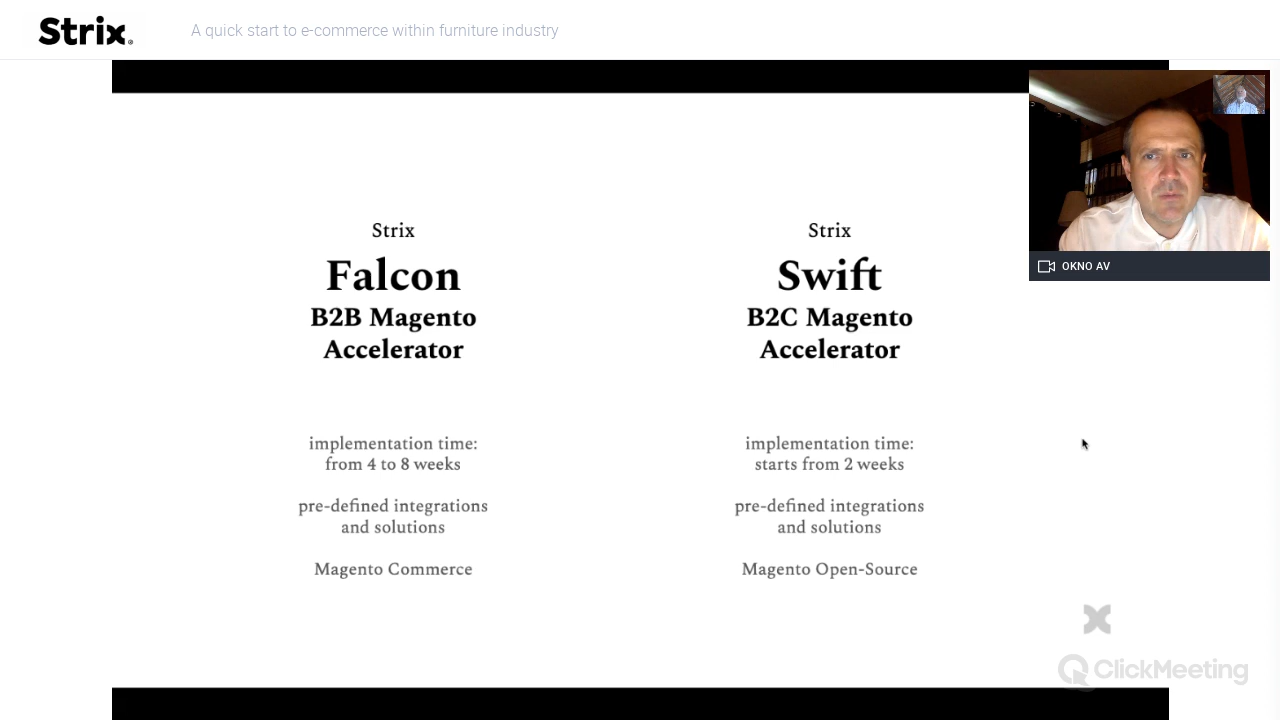 Strix®
A quick start to e-commerce within furniture industry
Strix
Falcon
B2B Magento
Accelerator
implementation time:
from 4 to 8 weeks
pre-defined integrations
and solutions
Magento Commerce
Strix
Swift
B2C Magento
Accelerator
implementation time:
starts from 2 weeks
pre-defined integrations
and solutions
Magento Open-Source
OKNO AV
ClickMeeting